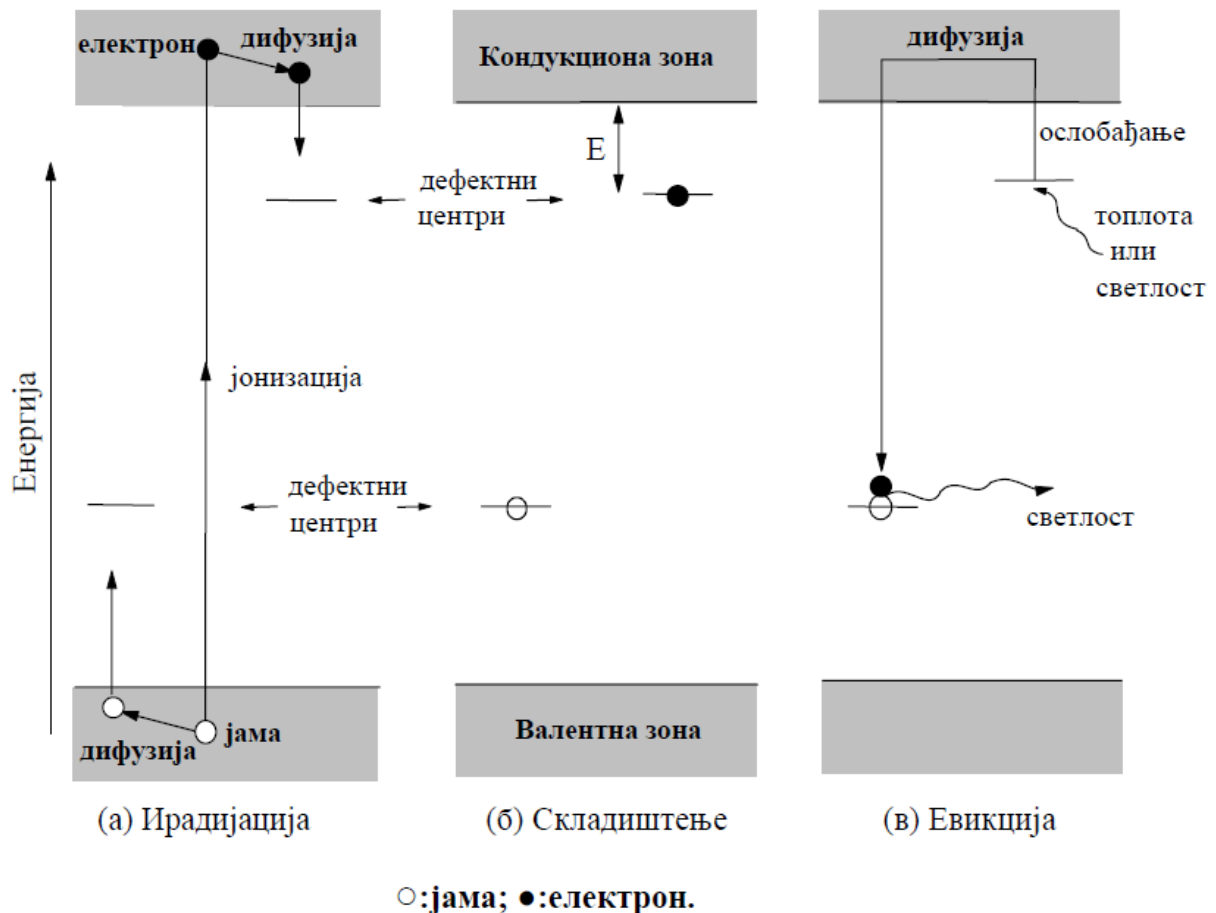 електрон
дифузија
Кондукциона зона
дифузија
ослобађање
E
дефектни
центри
топлота
или
светлост
Енергија
јонизација
дефектни
центри
светлост
јама
дифузија
Валентна зона
(а) Ирадијација
(б) Складиштење
(в) Евикција
○:јама; ●:електрон.